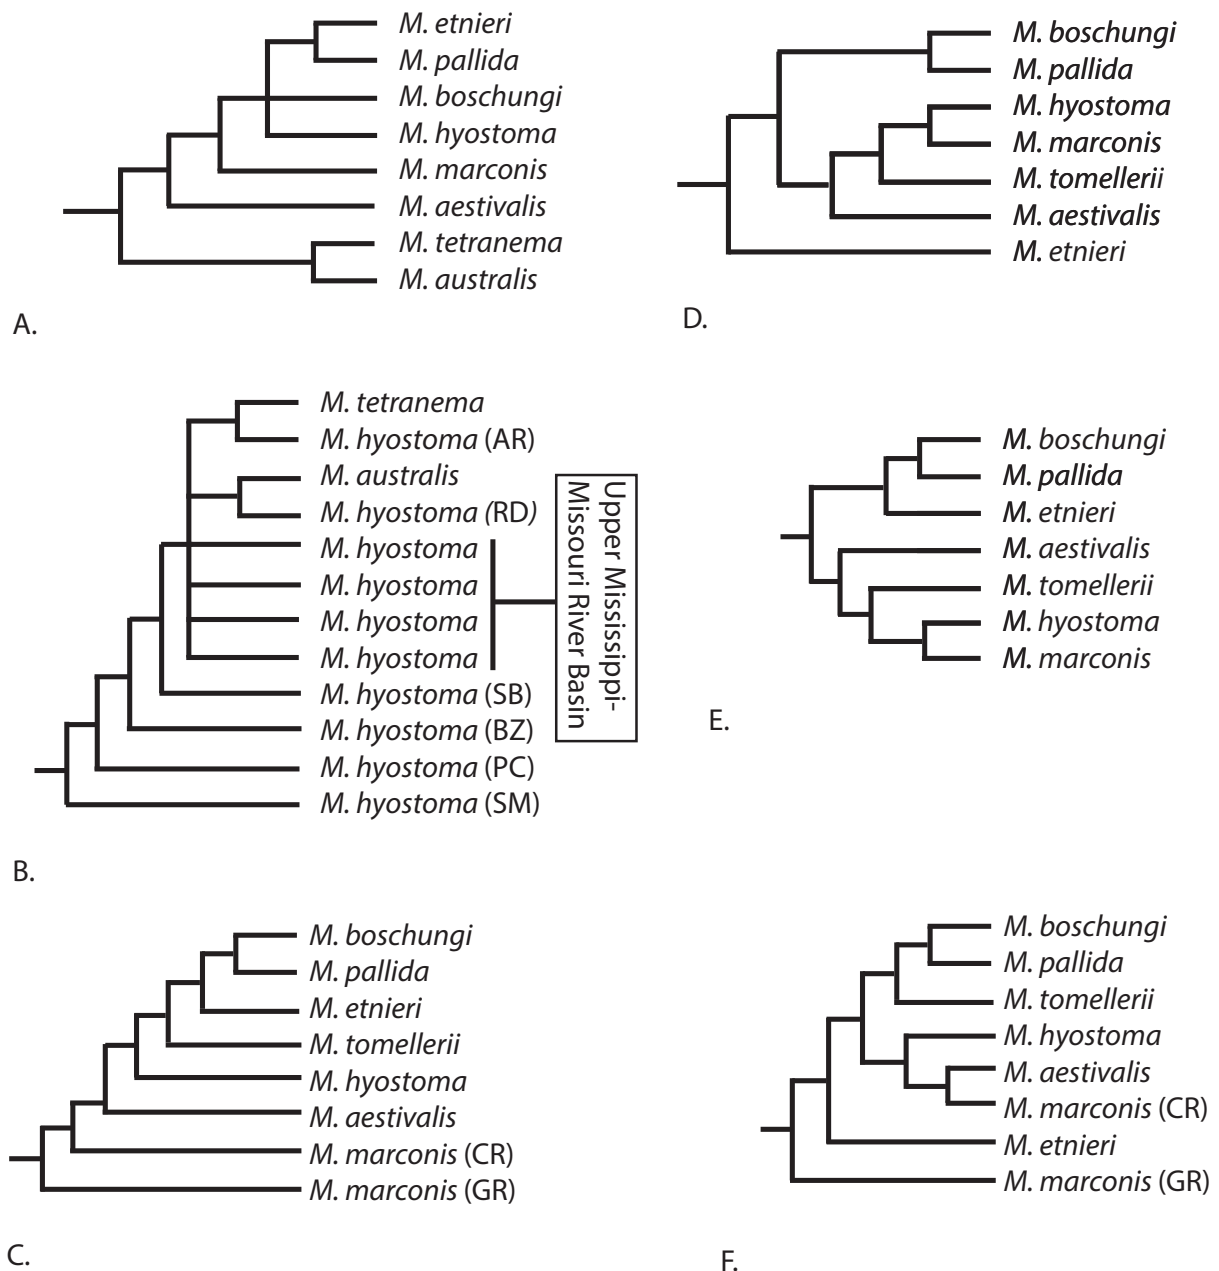 M. etnieri
M. pallida
M. boschungi
M. hyostoma
M. marconis
M. aestivalis
M. tetranema
M. australis
A.
M. tetranema
M. hyostoma (AR)
M. australis
M. hyostoma (RD)
M. hyostoma
M. hyostoma
M. hyostoma
M. hyostoma
M. hyostoma (SB)
M. hyostoma (BZ)
M. hyostoma (PC)
M. hyostoma (SM)
Upper Mississippi-
Missouri River Basin
B.
M. boschungi
M. pallida
M. etnieri
M. tomellerii
M. hyostoma
M. aestivalis
M. marconis (CR)
M. marconis (GR)
C.
M. boschungi
M. pallida
M. hyostoma
M. marconis
M. tomellerii
M. aestivalis
M. etnieri
D.
M. boschungi
M. pallida
M. etnieri
M. aestivalis
M. tomellerii
M. hyostoma
M. marconis
E.
M. boschungi
M. pallida
M. tomellerii
M. hyostoma
M. aestivalis
M. marconis (CR)
M. etnieri
M. marconis (GR)
F.